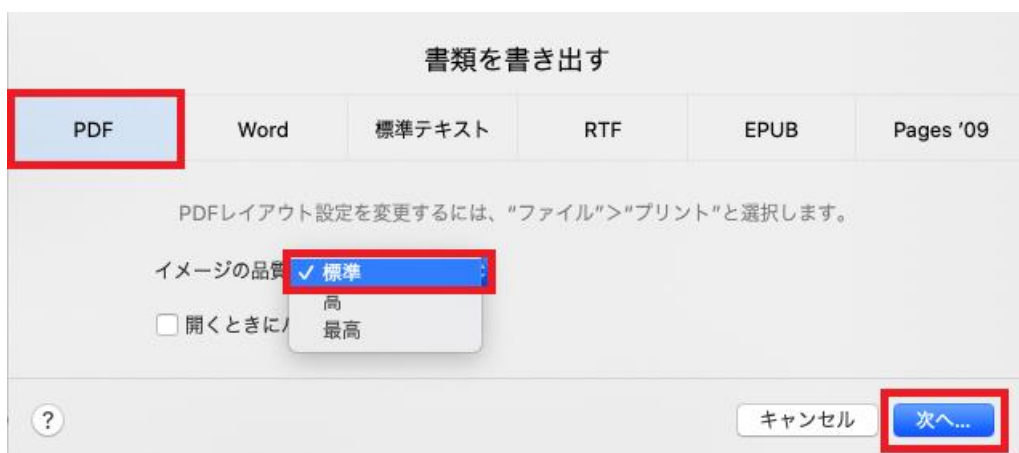 書類を書き出す
PDF Word 標準テキスト RTF EPUB Pages '09
PDFレイアウト設定を変更するには、"ファイル">"プリント"と選択します。
イメージの品質 ✓ 標準
高
開くときに
最高
? キャンセル 次へ...